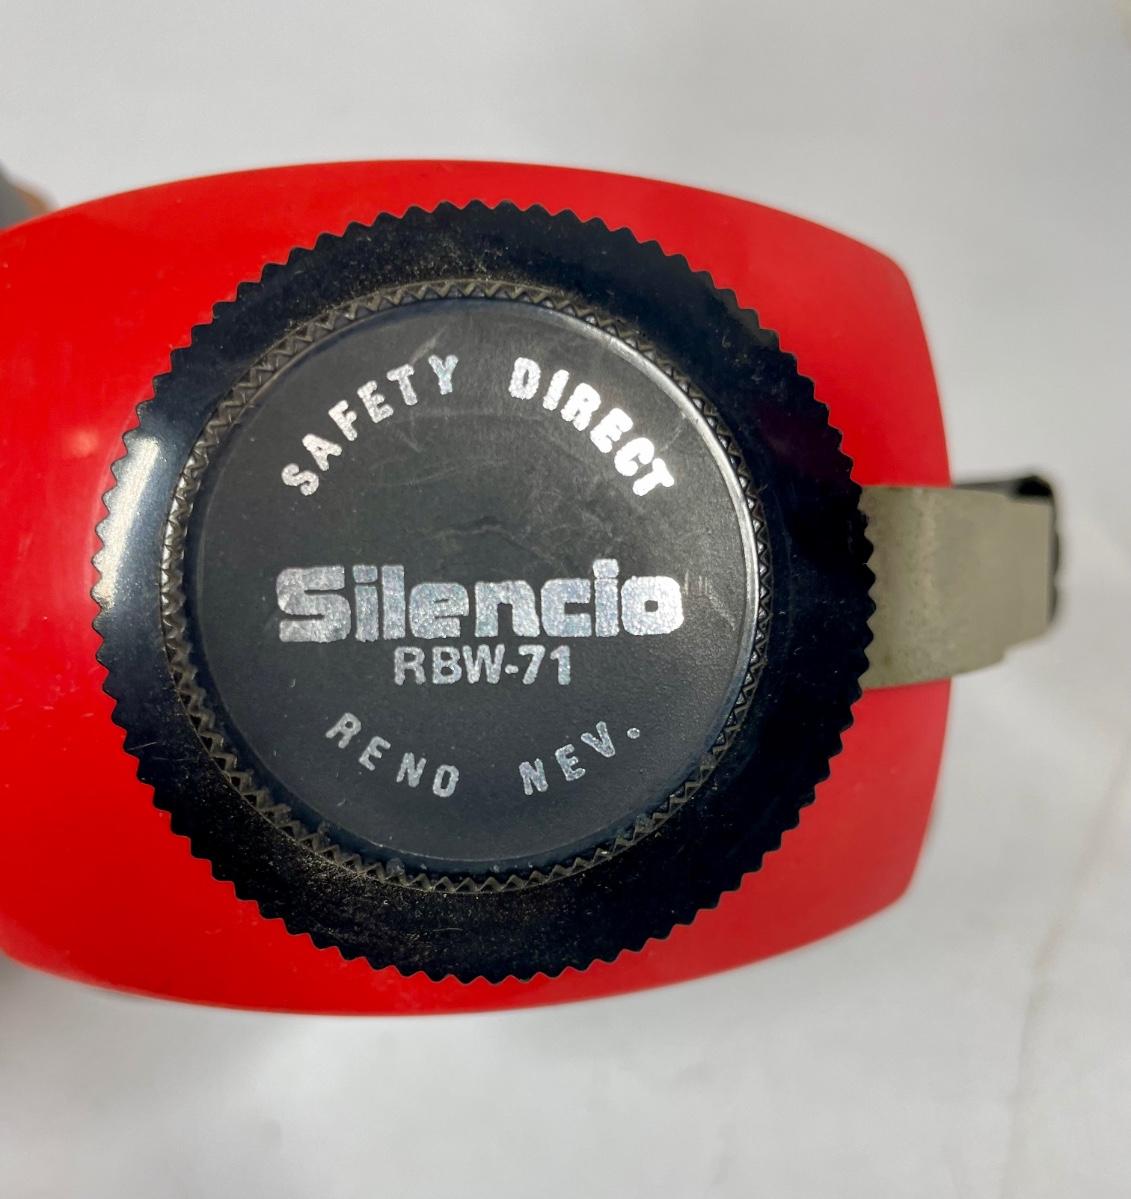 SAFETY DIRECT
Silencio
RBW-71
RENO NEV.